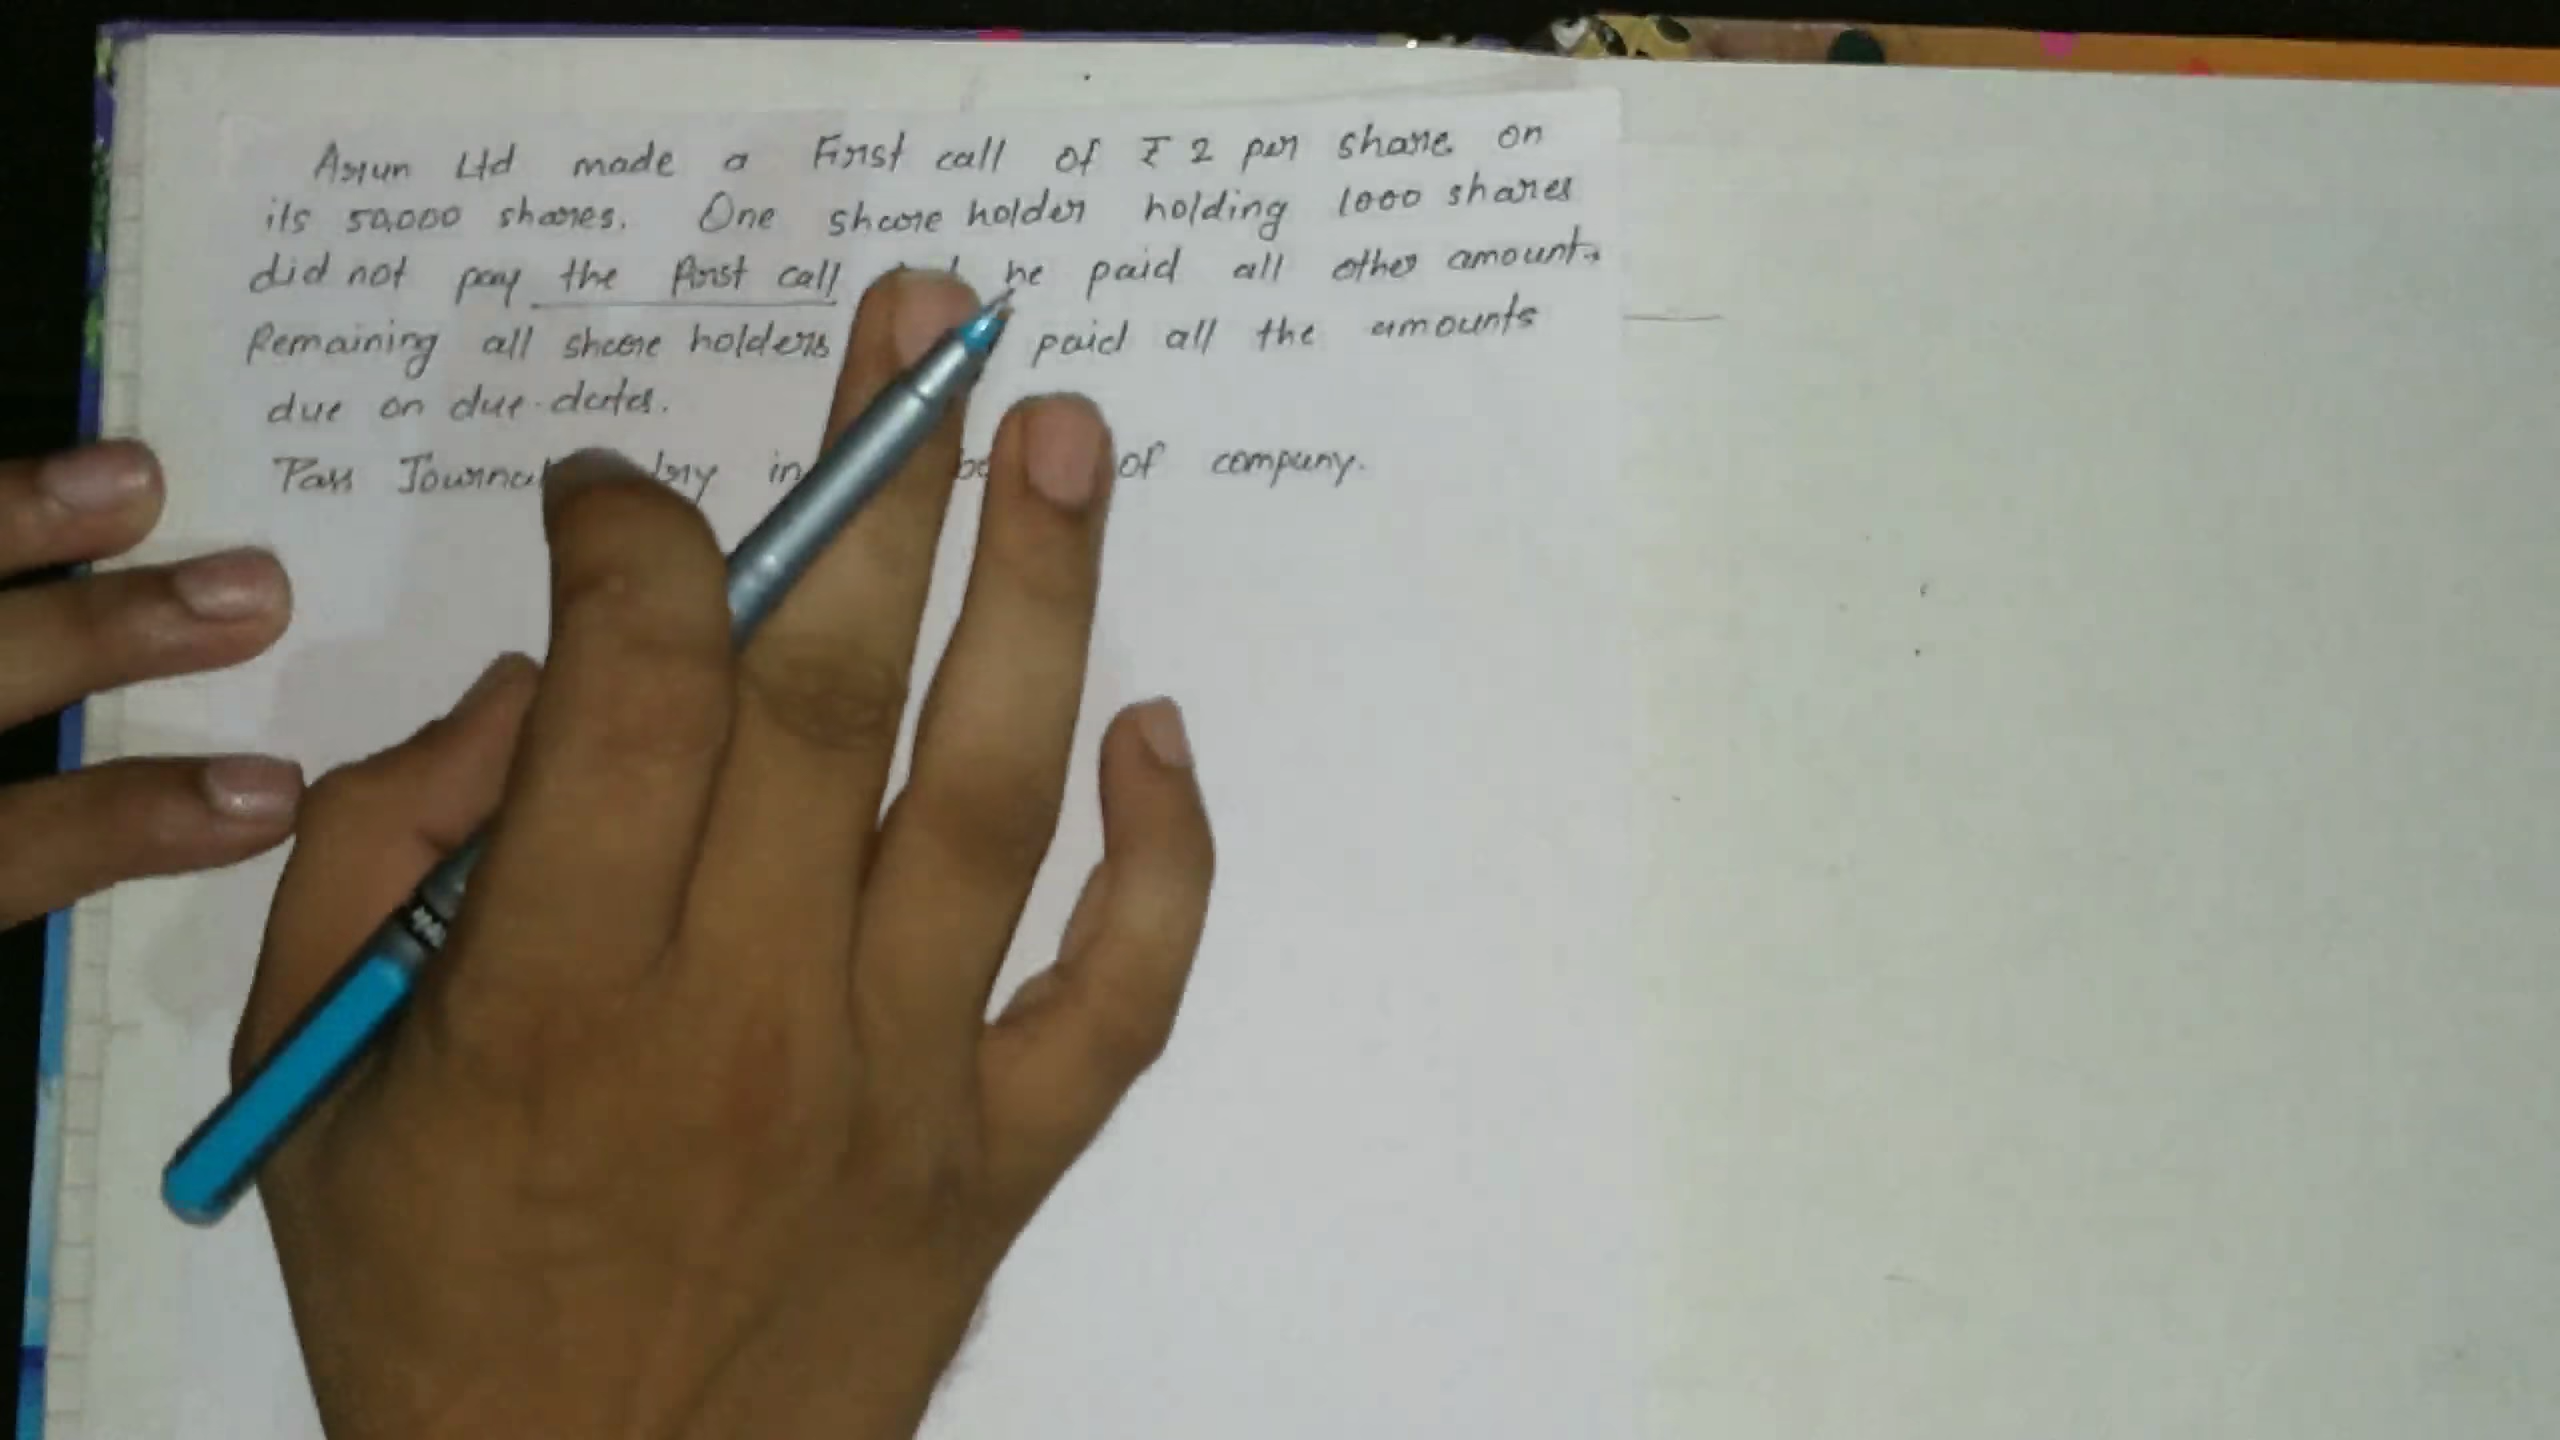 Arjun Ltd made a First call of ₹ 2 per share on
its 50,000 shares. One share holder holding 1000 shares
did not pay the first call he paid all other amount.
Remaining all share holders paid all the amounts
due on due dates.
Pass Journal in of company.